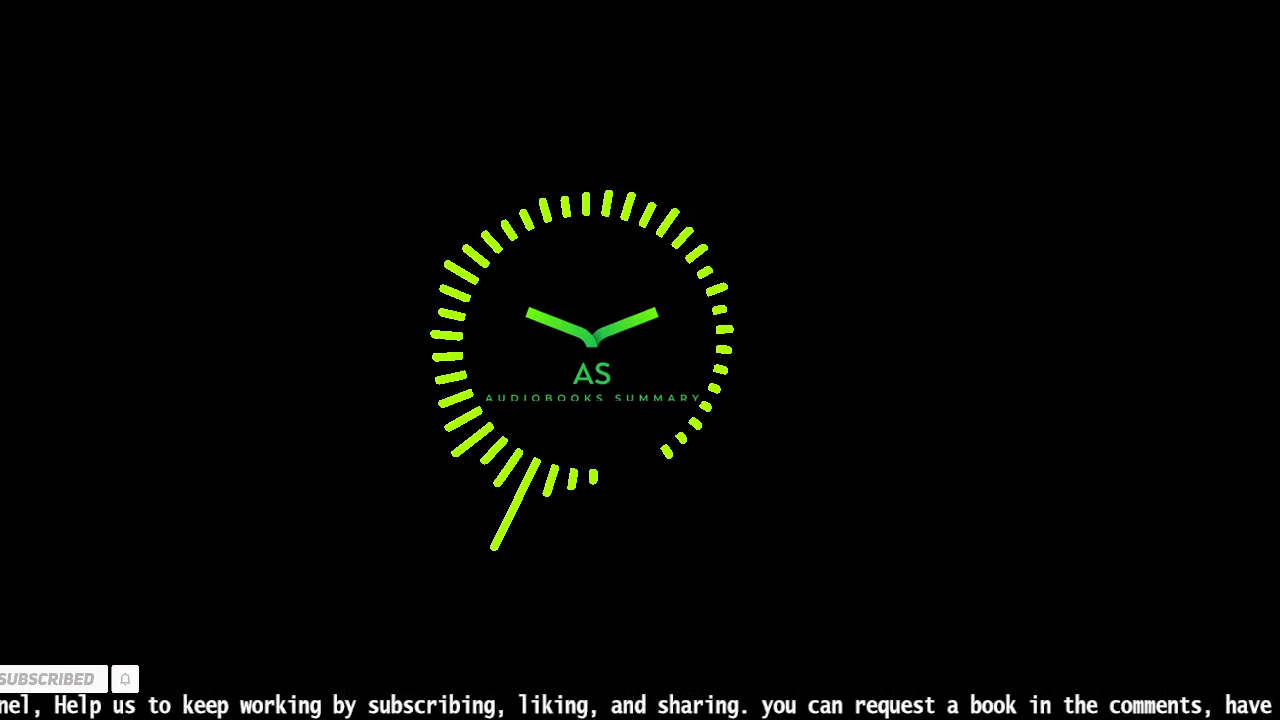 AS
AUDIOBOOKS SUMMARY
SUBSCRIBED
nel, Help us to keep working by subscribing, liking, and sharing. you can request a book in the comments, have